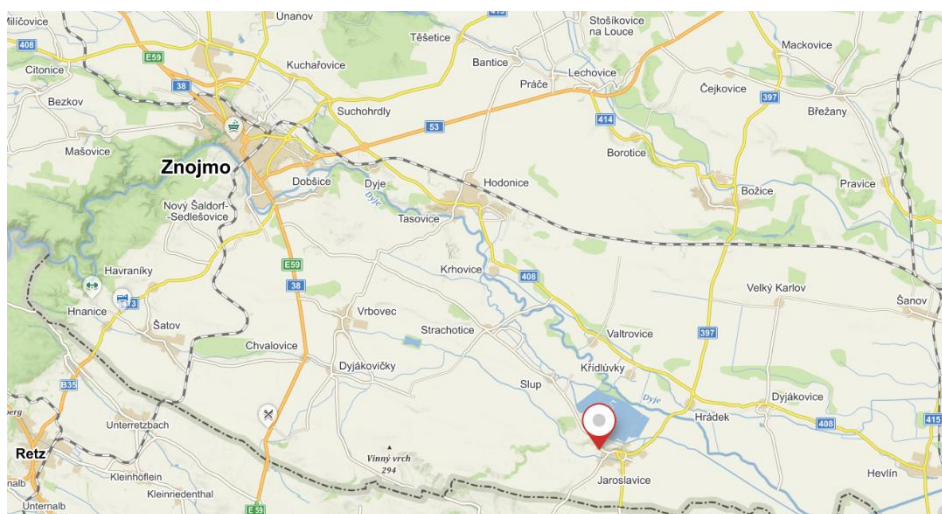 Milíčovice
408
Citonice
Bezkov
Mašovice
E59
38
Únanov
Kuchařovice
Suchohrdly
Těšetice
Bantice
Práče
Stošíkovice
na Louce
Lechovice
414
Borotice
Mackovice
Čejkovice
397
Břežany
Božice
Pravice
53
Znojmo
Dobšice
Dyje
Dyje
Hodonice
Tasovice
Nový Šaldorf-
-Sedlešovice
Havraníky
Hnanice
Šatov
E59
38
Krhovice
408
Vrbovec
Strachotice
Valtrovice
397
Velký Karlov
Šanov
Chvalovice
Dyjákovičky
Slup
Křídlůvky
Dyje
Hrádek
Dyjákovice
408
415
Hevlín
B35
Unterretzbach
Retz
Kleinhöflein
Kleinriedenthal
Unternalb
E 59
Vinný vrch
294
Jaroslavice